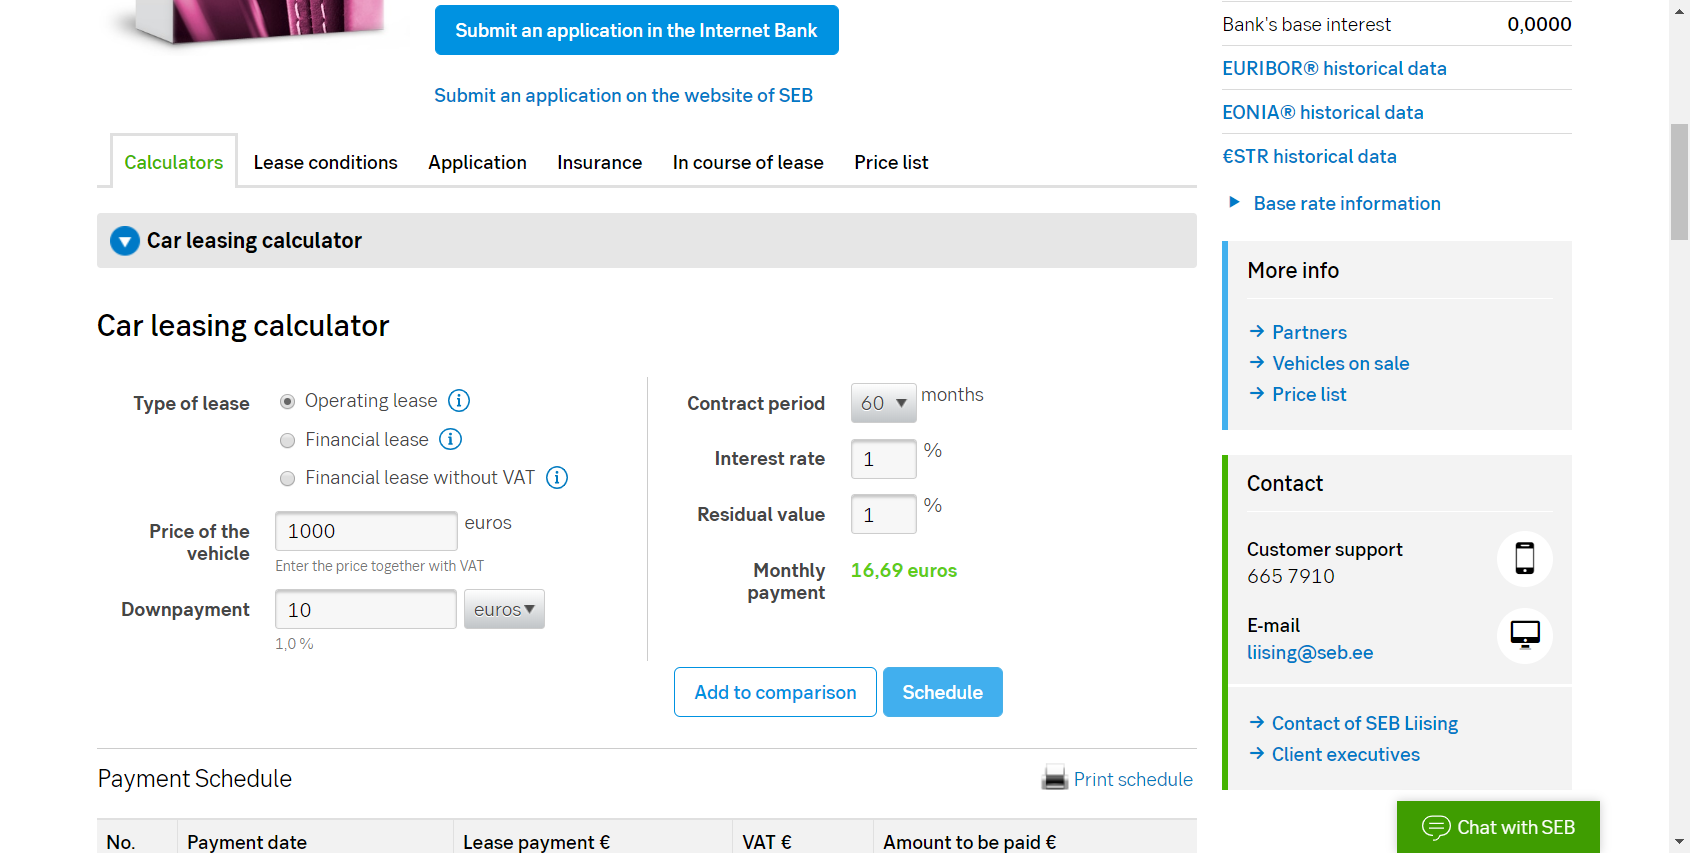 Submit an application in the Internet Bank
Submit an application on the website of SEB
Calculators Lease conditions Application Insurance In course of lease Price list
Car leasing calculator
Car leasing calculator
Type of lease
Operating lease
Financial lease
Financial lease without VAT
Price of the
vehicle
1000 euros
Enter the price together with VAT
Downpayment
10 euros
1,0 %
Contract period 60 months
Interest rate 1 %
Residual value 1 %
Monthly
payment
16,69 euros
Add to comparison Schedule
Payment Schedule
Print schedule
No. Payment date Lease payment € VAT € Amount to be paid €
Bank's base interest 0,0000
EURIBOR® historical data
EONIA® historical data
€STR historical data
Base rate information
More info
Partners
Vehicles on sale
Price list
Contact
Customer support
665 7910
E-mail
liising@seb.ee
Contact of SEB Liising
Client executives
Chat with SEB